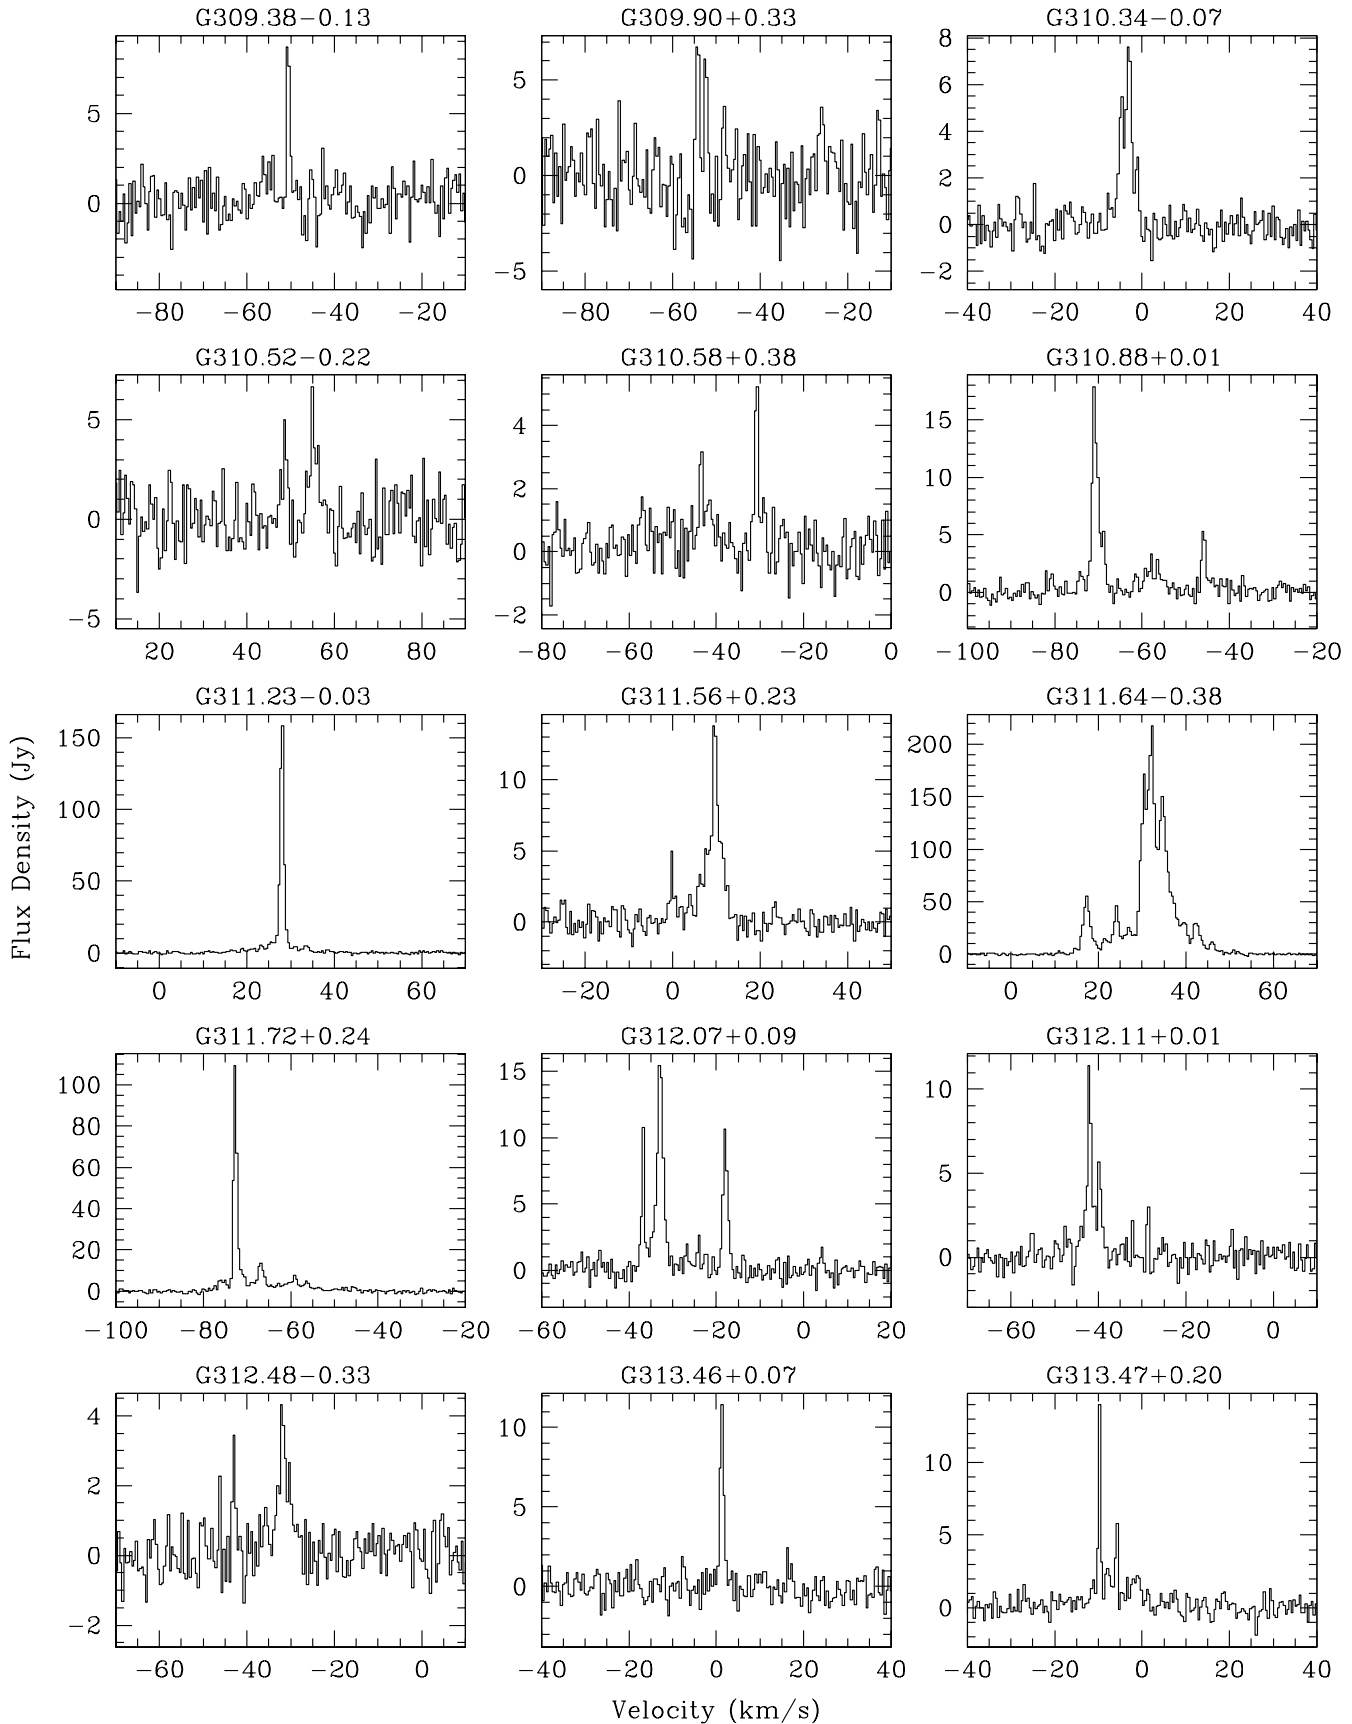 G309.38−0.13 G309.90+0.33 G310.34−0.07
5 0
5 0 −5
8 6 4 2 0 −2
−80 −60 −40 −20 −80 −60 −40 −20 −40 −20 0 20 40
G310.52−0.22 G310.58+0.38 G310.88+0.01
5 0 −5
4 2 0 −2
15 10 5 0
20 40 60 80 −80 −60 −40 −20 0 −100 −80 −60 −40 −20
G311.23−0.03 G311.56+0.23 G311.64−0.38
150 100 50 0
10 5 0
200 150 100 50 0
0 20 40 60 −20 0 20 40 0 20 40 60
Flux Density (Jy)
G311.72+0.24 G312.07+0.09 G312.11+0.01
100 80 60 40 20 0
15 10 5 0
10 5 0
−100 −80 −60 −40 −20 −60 −40 −20 0 20 −60 −40 −20 0
G312.48−0.33 G313.46+0.07 G313.47+0.20
4 2 0 −2
10 5 0
10 5 0
−60 −40 −20 0 −40 −20 0 20 40 −40 −20 0 20 40
Velocity (km/s)